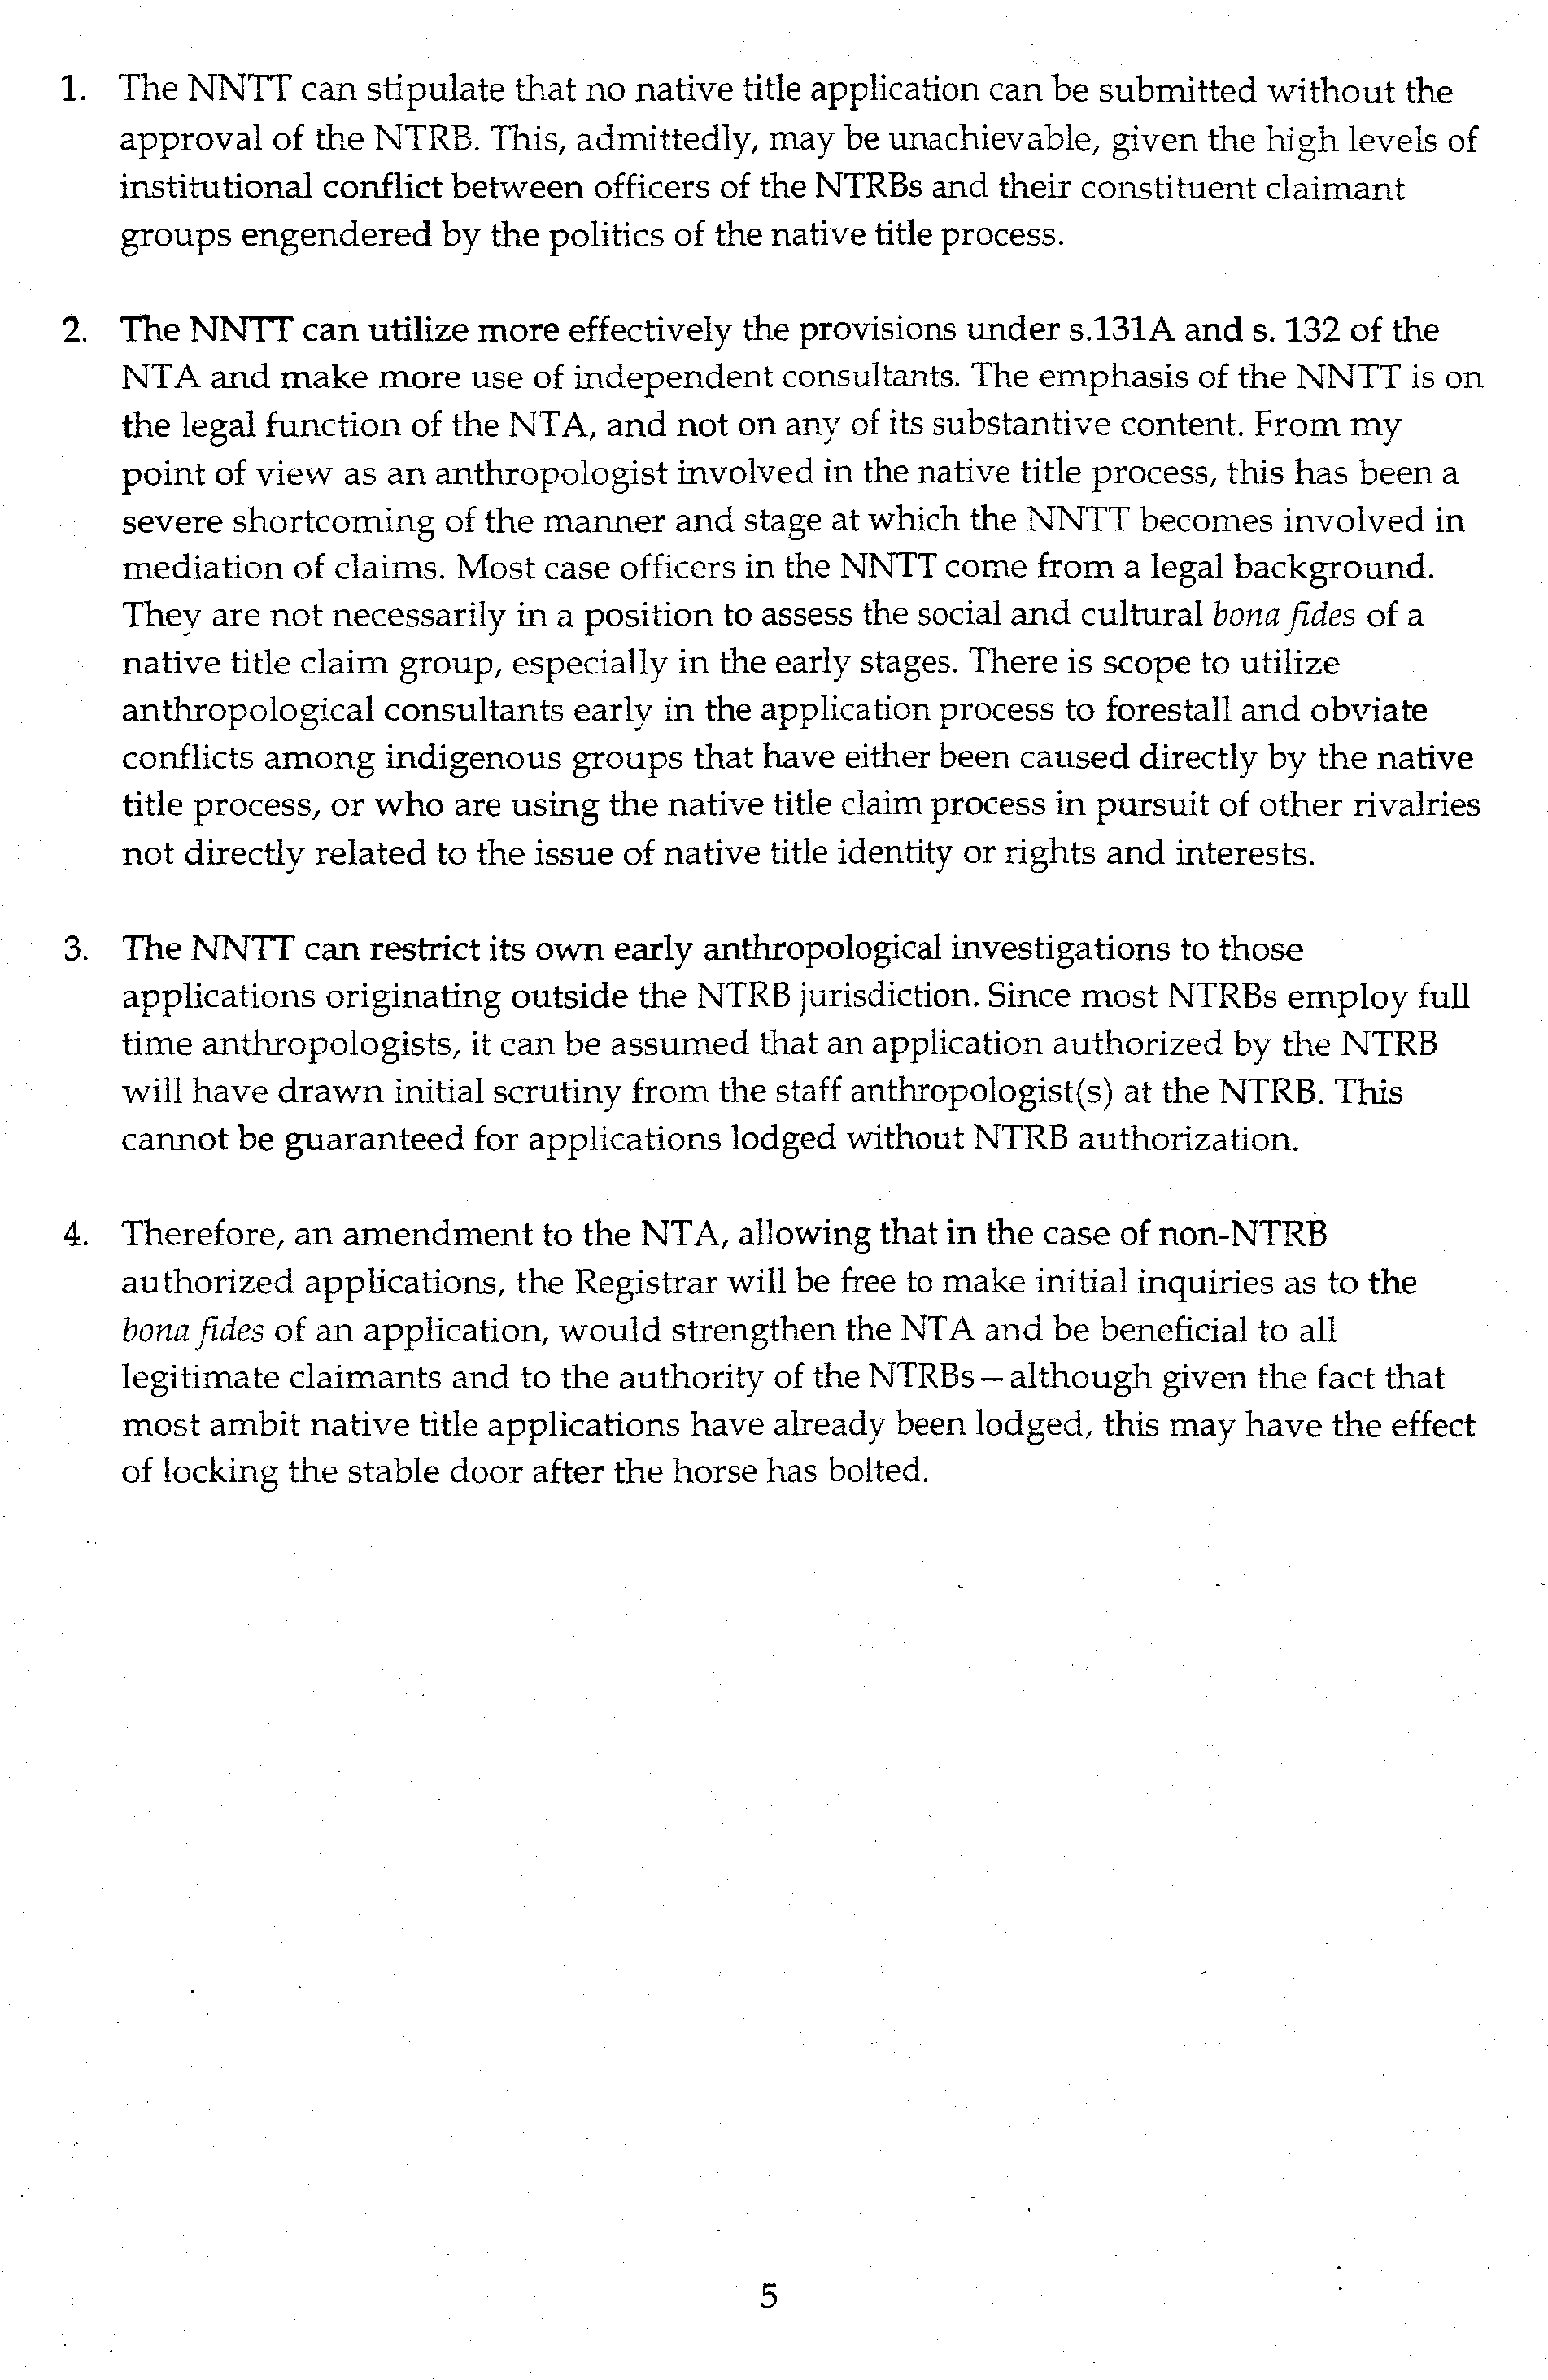 1. The NNTT can stipulate that no native title application can be submitted without the
approval of the NTRB. This, admittedly, may be unachievable, given the high levels of
institutional conflict between officers of the NTRBs and their constituent claimant
groups engendered by the politics of the native title process.
2. The NNTT can utilize more effectively the provisions under s.131A and s. 132 of the
NTA and make more use of independent consultants. The emphasis of the NNTT is on
the legal function of the NTA, and not on any of its substantive content. From my
point of view as an anthropologist involved in the native title process, this has been a
severe shortcoming of the manner and stage at which the NNTT becomes involved in
mediation of claims. Most case officers in the NNTT come from a legal background.
They are not necessarily in a position to assess the social and cultural bona fides of a
native title claim group, especially in the early stages. There is scope to utilize
anthropological consultants early in the application process to forestall and obviate
conflicts among indigenous groups that have either been caused directly by the native
title process, or who are using the native title claim process in pursuit of other rivalries
not directly related to the issue of native title identity or rights and interests.
3. The NNTT can restrict its own early anthropological investigations to those
applications originating outside the NTRB jurisdiction. Since most NTRBs employ full
time anthropologists, it can be assumed that an application authorized by the NTRB
will have drawn initial scrutiny from the staff anthropologist(s) at the NTRB. This
cannot be guaranteed for applications lodged without NTRB authorization.
4. Therefore, an amendment to the NTA, allowing that in the case of non-NTRB
authorized applications, the Registrar will be free to make initial inquiries as to the
bona fides of an application, would strengthen the NTA and be beneficial to all
legitimate claimants and to the authority of the NTRBs – although given the fact that
most ambit native title applications have already been lodged, this may have the effect
of locking the stable door after the horse has bolted.
5